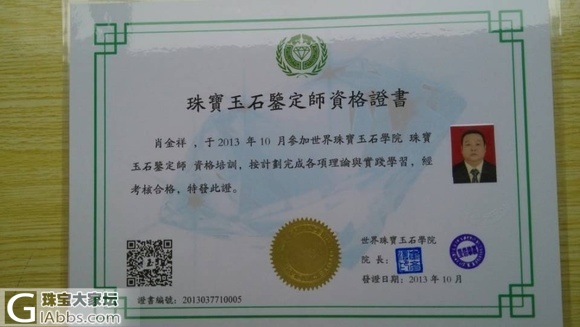 珠寶玉石鑒定師資格證書
肖金祥 ，于 2013 年 10 月參加世界珠寶玉石學院 珠寶
玉石鑒定師 資格培訓，按計劃完成各項理論與實踐學習，經
考核合格，特發此證。
世界珠寶玉石學院
院 長：
發證日期：2013 年 10 月
證書編號：2013037710005
珠宝大家坛
lAbbs.com